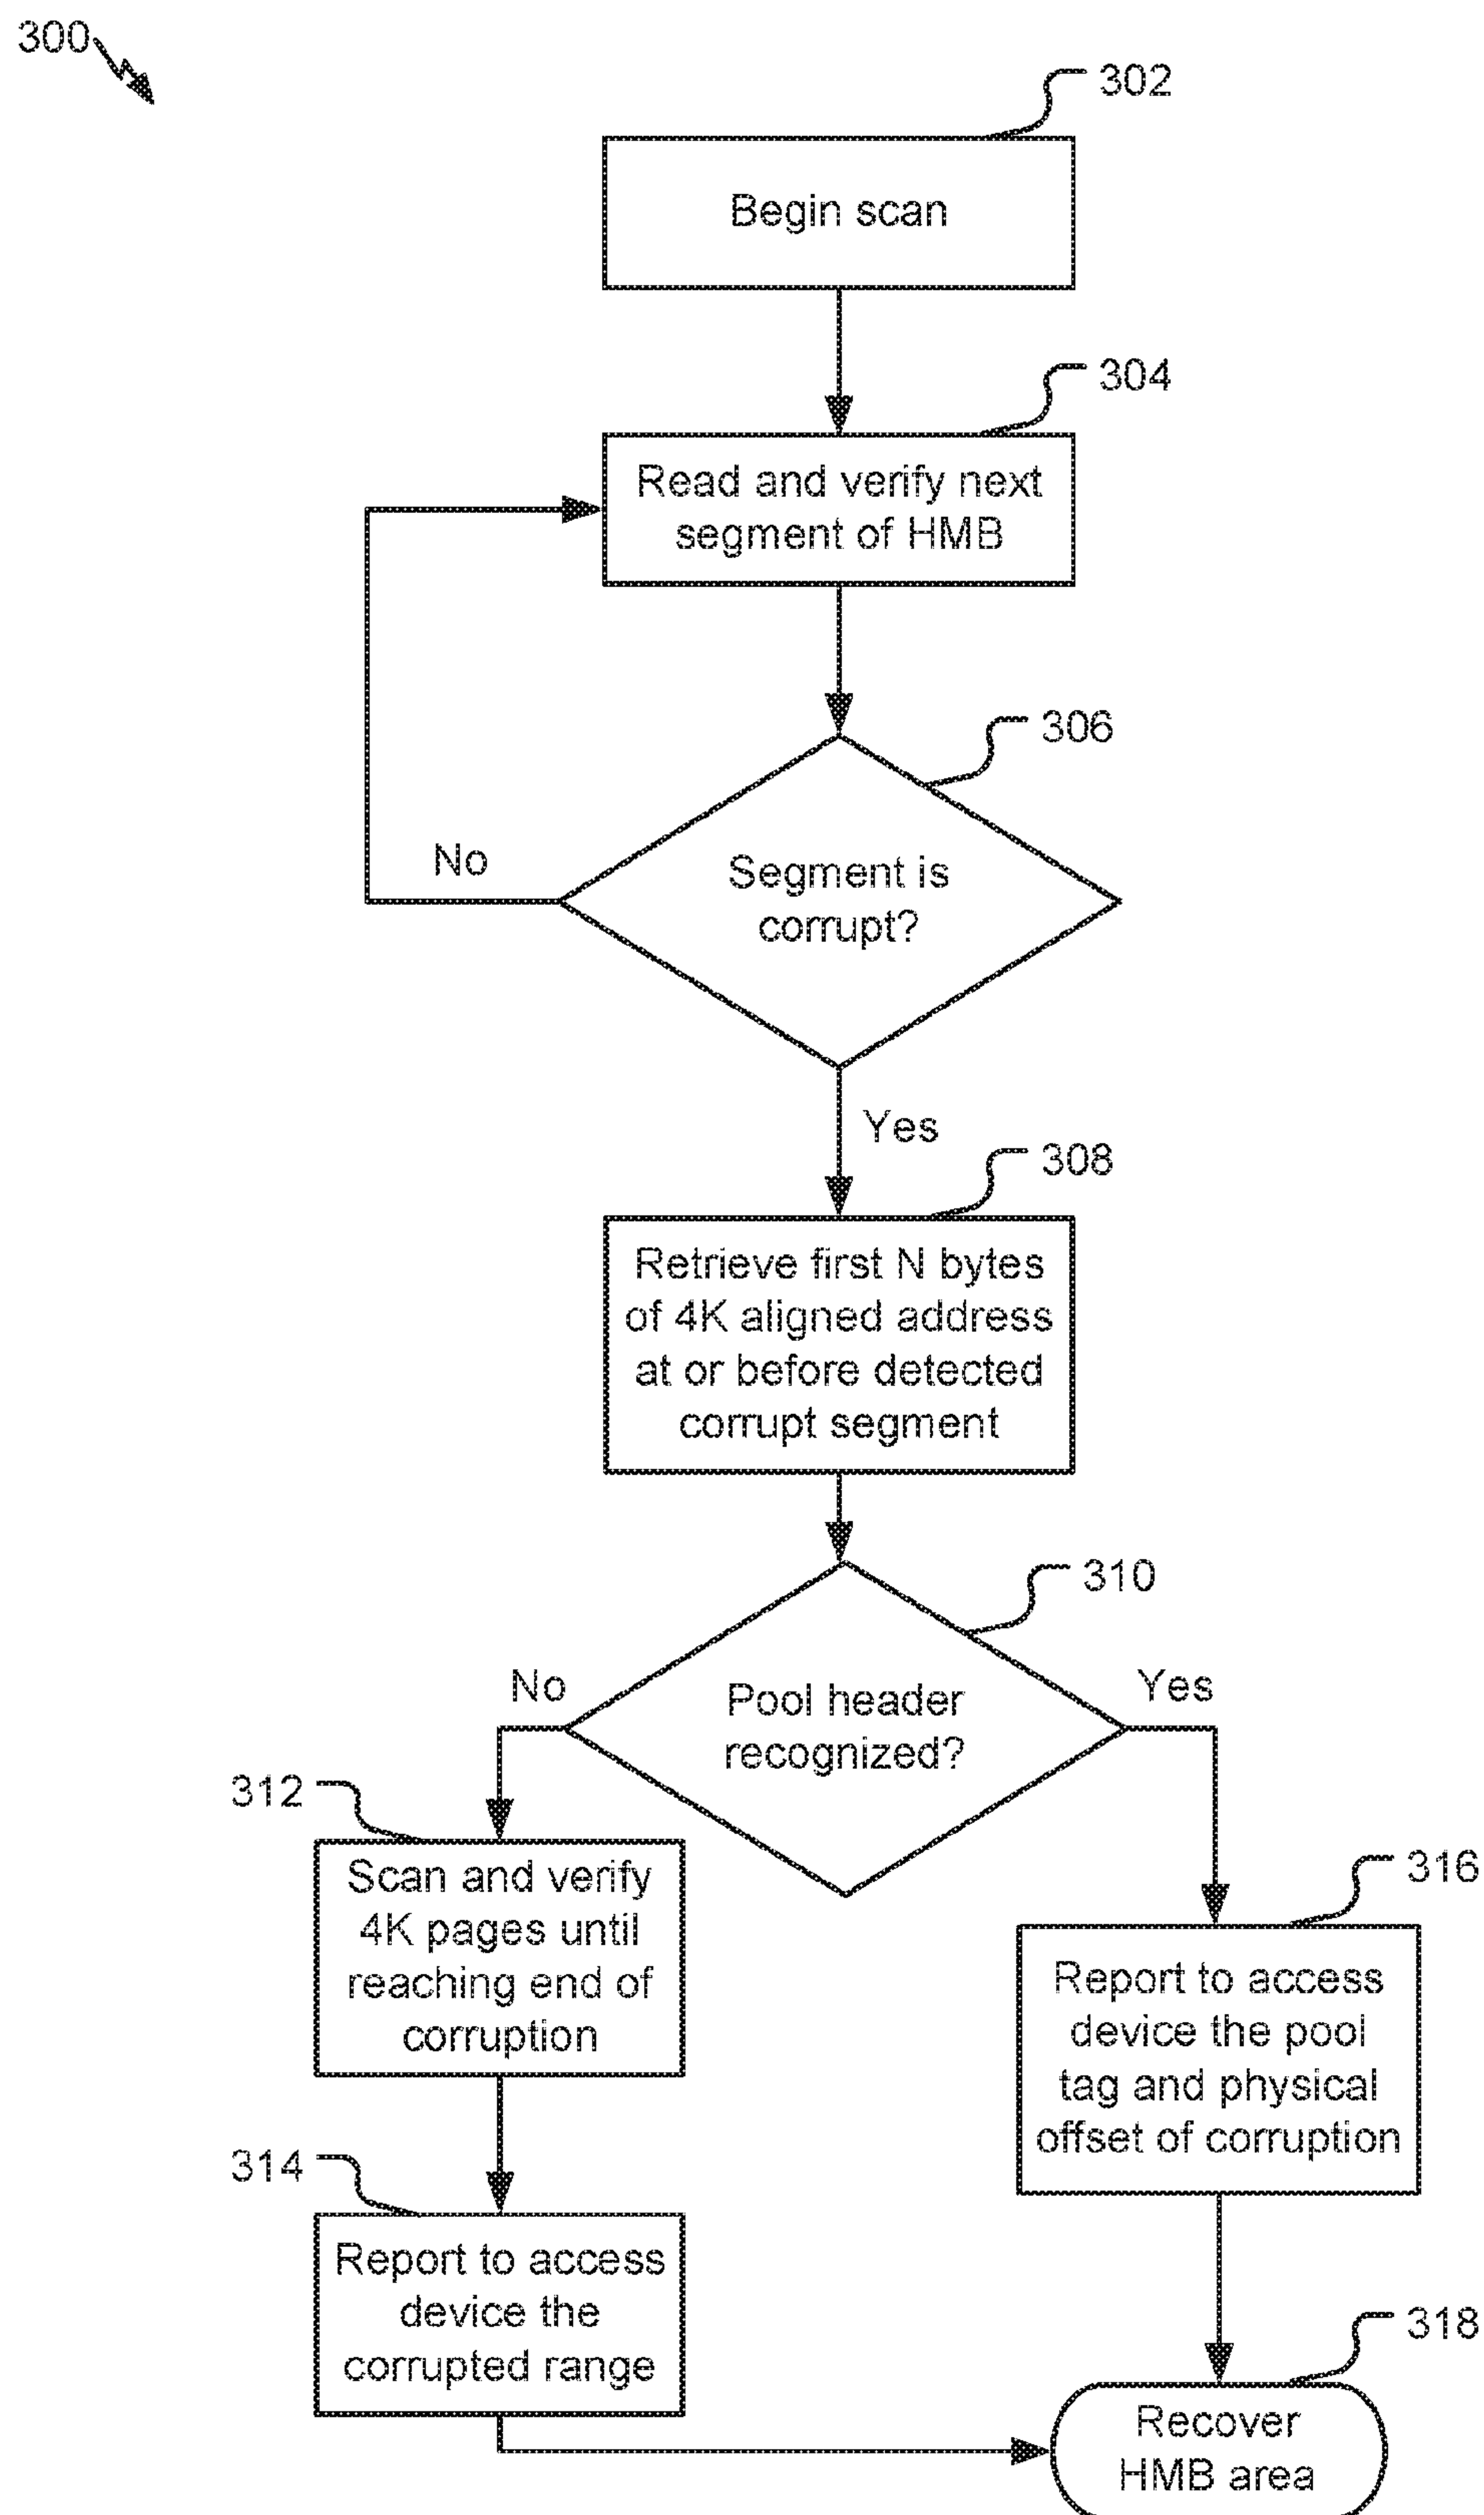 300
302
Begin scan
304
Read and verify next
segment of HMB
306
Segment is
corrupt?
No
Yes
308
Retrieve first N bytes
of 4K aligned address
at or before detected
corrupt segment
310
Pool header
recognized?
No
Yes
312
Scan and verify
4K pages until
reaching end of
corruption
316
Report to access
device the pool
tag and physical
offset of corruption
314
Report to access
device the
corrupted range
318
Recover
HMB area